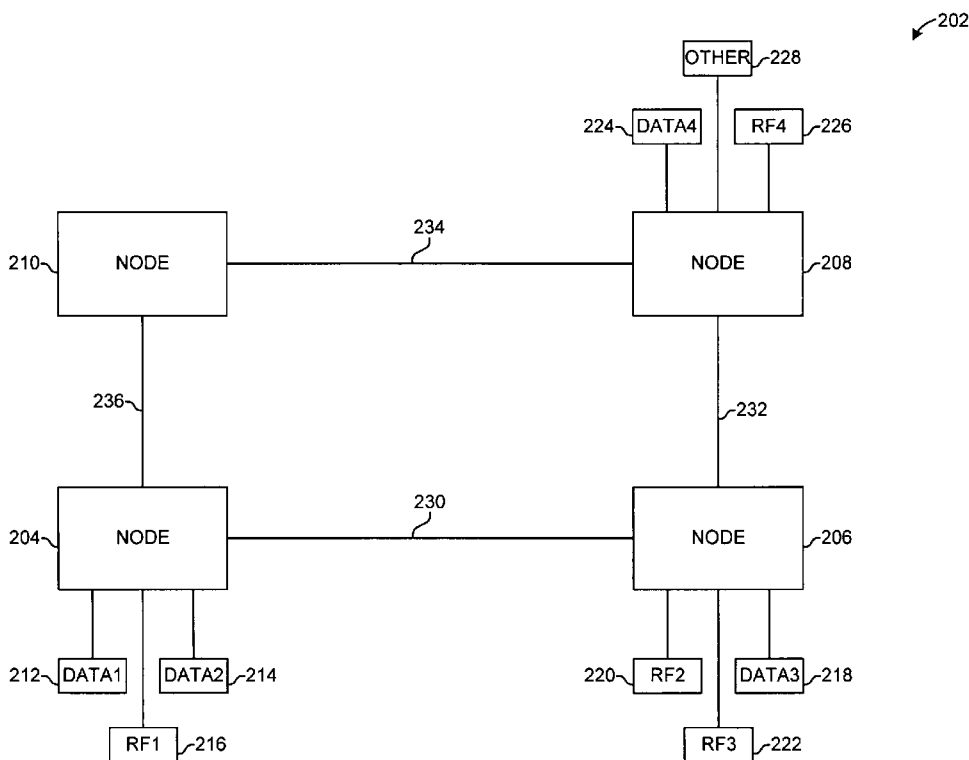 202
OTHER 228
224 DATA4 RF4 226
234
210 NODE NODE 208
236 232
230
204 NODE NODE 206
212 DATA1 DATA2 214 220 RF2 DATA3 218
RF1 216 RF3 222